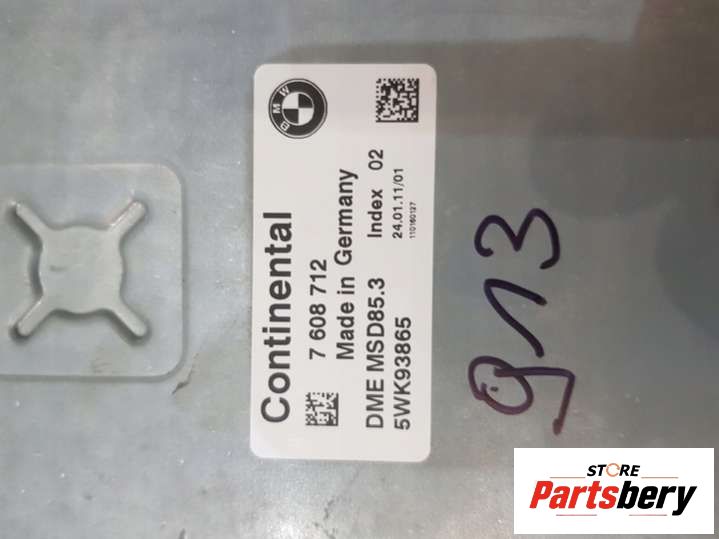 BMW
Continental
7 608 712
Made in Germany
DME MSD85.3
5WK93865
Index 02
24.01.11/01
110160127
913
STORE
Partsbery